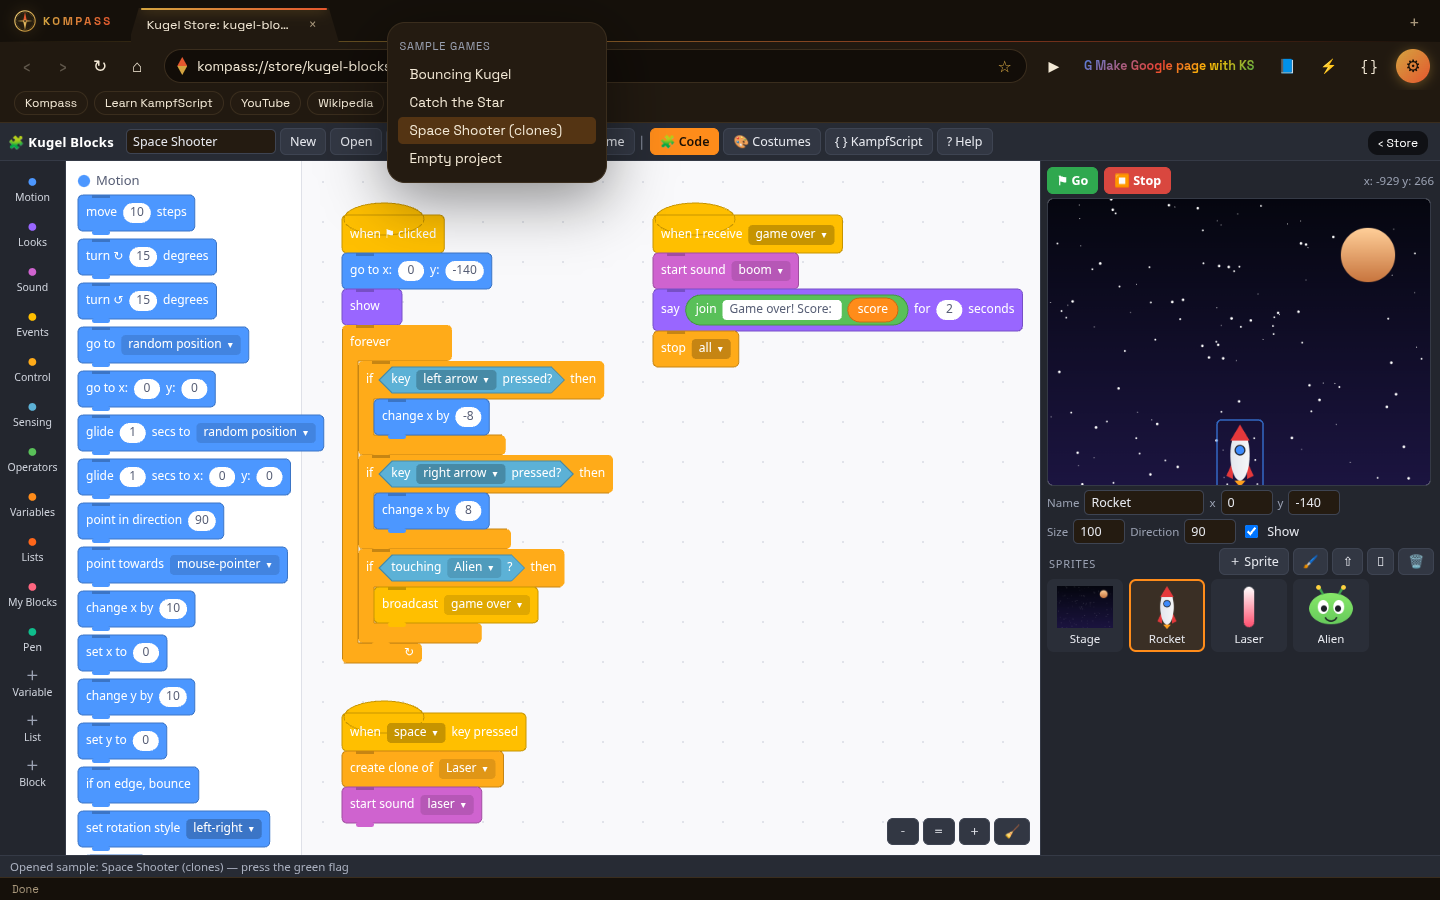 KOMPASS
Kugel Store: kugel-blo... ×
+
kompass://store/kugel-blocks
G Make Google page with KS
{}
Kompass
Learn KampfScript
YouTube
Wikipedia
SAMPLE GAMES
Bouncing Kugel
Catch the Star
Space Shooter (clones)
Empty project
Kugel Blocks
Space Shooter
New
Open
me
|
Code
Costumes
{ } KampfScript
? Help
< Store
Motion
Looks
Sound
Events
Control
Sensing
Operators
Variables
Lists
My Blocks
Pen
+
Variable
+
List
+
Block
Motion
move 10 steps
turn ↻ 15 degrees
turn ↺ 15 degrees
go to random position ▾
go to x: 0 y: 0
glide 1 secs to random position ▾
glide 1 secs to x: 0 y: 0
point in direction 90
point towards mouse-pointer ▾
change x by 10
set x to 0
change y by 10
set y to 0
if on edge, bounce
set rotation style left-right ▾
when ⚑ clicked
go to x: 0 y: -140
show
forever
if key left arrow ▾ pressed? then
change x by -8
if key right arrow ▾ pressed? then
change x by 8
if touching Alien ▾ ? then
broadcast game over ▾
↻
when space ▾ key pressed
create clone of Laser ▾
start sound laser ▾
when I receive game over ▾
start sound boom ▾
say join Game over! Score: score for 2 seconds
stop all ▾
- = +
⚑ Go
Stop
x: -929 y: 266
Name Rocket x 0 y -140
Size 100 Direction 90 Show
SPRITES
+ Sprite
Stage
Rocket
Laser
Alien
Opened sample: Space Shooter (clones) — press the green flag
Done